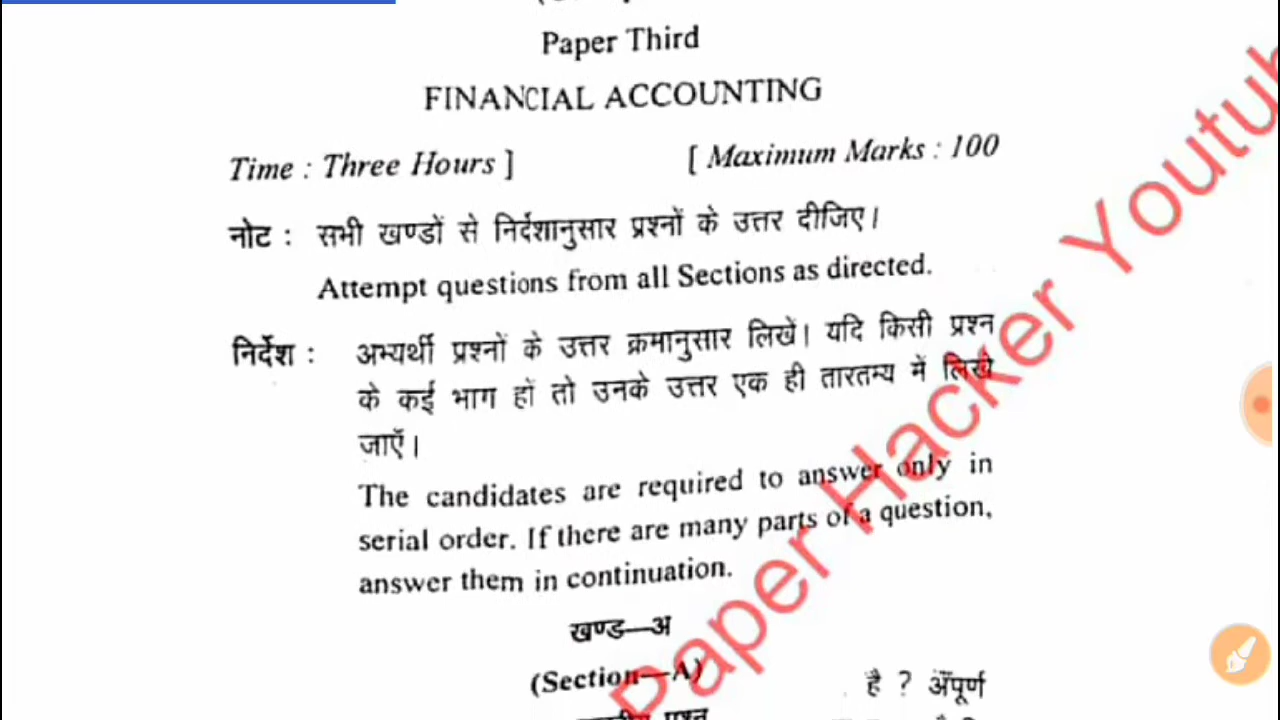 Paper Third
FINANCIAL ACCOUNTING
Time : Three Hours ]
[ Maximum Marks : 100
नोट : सभी खण्डों से निर्देशानुसार प्रश्नों के उत्तर दीजिए।
Attempt questions from all Sections as directed.
निर्देश : अभ्यर्थी प्रश्नों के उत्तर क्रमानुसार लिखें। यदि किसी प्रश्न
के कई भाग हों तो उनके उत्तर एक ही तारतम्य में लिखे
जाएँ।
The candidates are required to answer only in
serial order. If there are many parts of a question,
answer them in continuation.
खण्ड—अ
(Section—A)
है ? अपूर्ण
प्रश्न
Paper Hacker Youtub